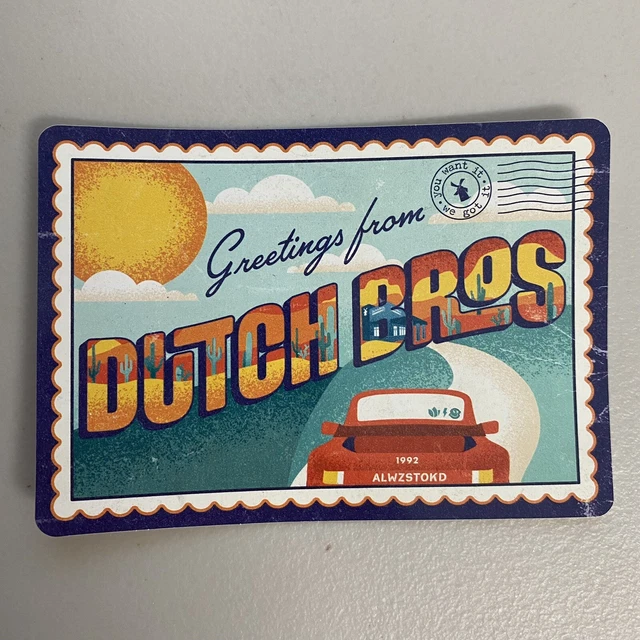 Greetings from
you want it • we got it •
DUTCH BROS
1992
ALWZSTOKD